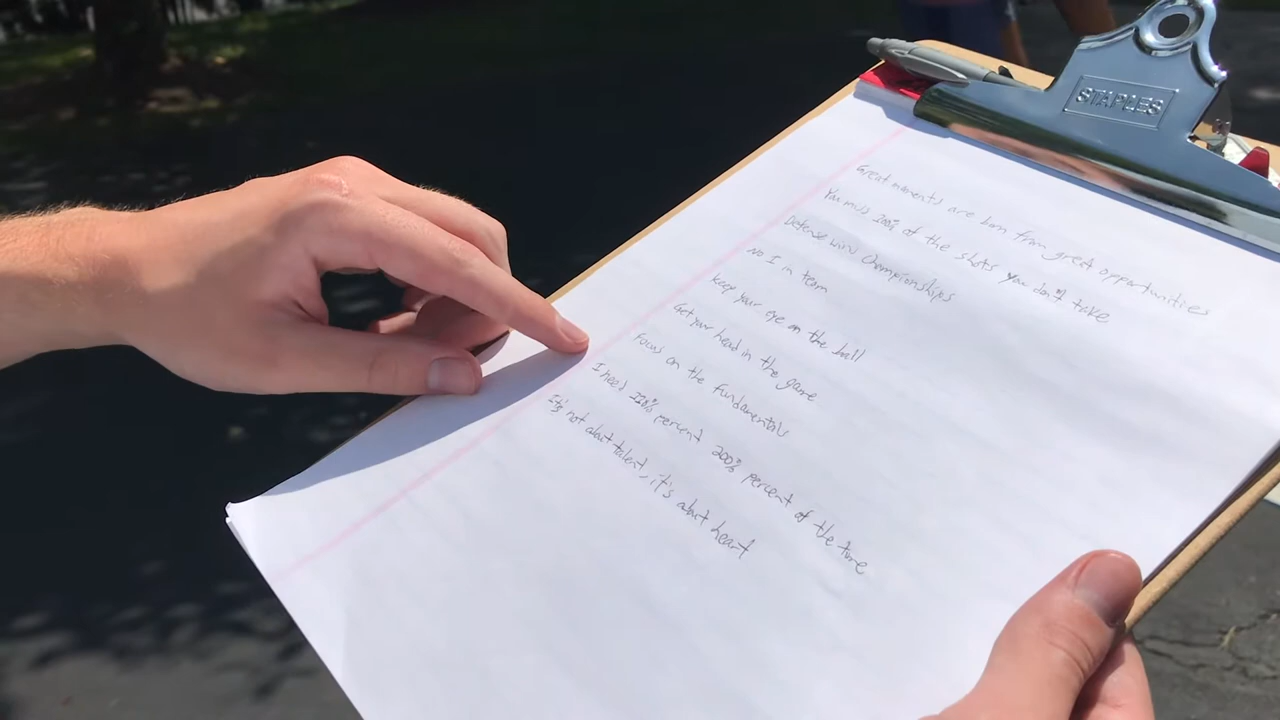 STAPLES
Great moments are born from great opportunities
You miss 100% of the shots you don't take
Defense wins Championships
No I in team
Keep your eye on the ball
Get your head in the game
Focus on the fundamentals
I need 110% percent 200% percent of the time
It's not about talent, it's about heart